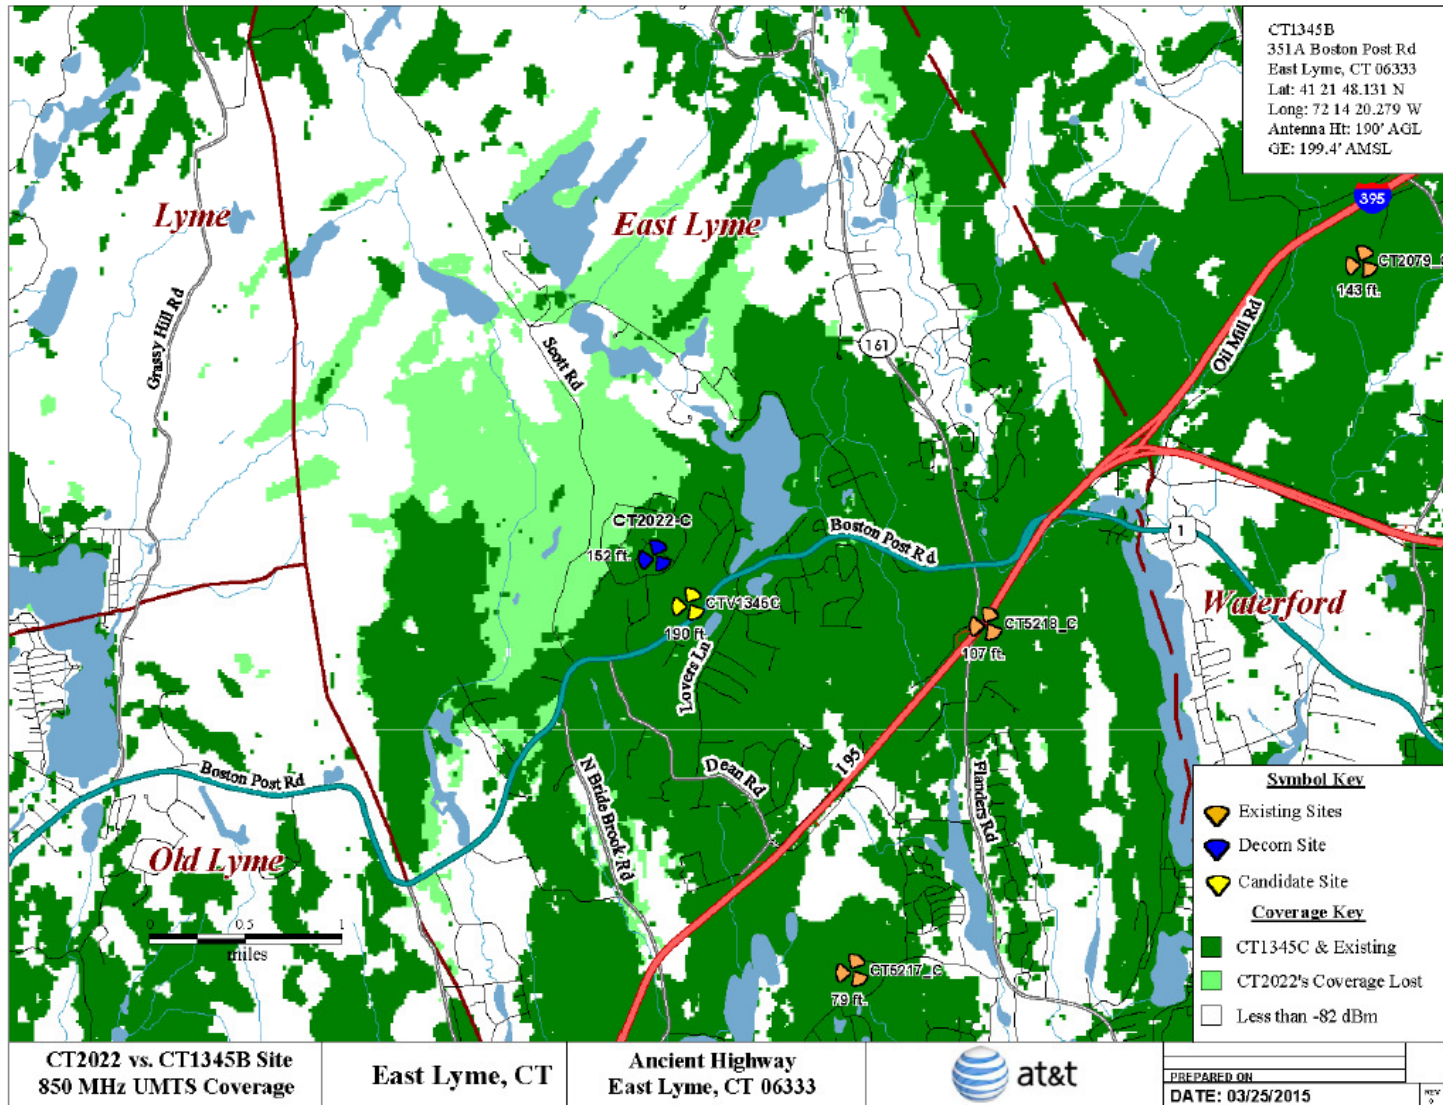 CT1345B
351A Boston Post Rd
East Lyme, CT 06333
Lat: 41 21 48.131 N
Long: 72 14 20.279 W
Antenna Ht: 190' AGL
GE: 199.4' AMSL
395
CT2079_C
143 ft.
Lyme
East Lyme
Grassy Hill Rd
Scott Rd
161
Oil Mill Rd
CT2022-C
152 ft.
Boston Post Rd
1
CTV1345C
190 ft.
Lovers Ln
CT5218_C
107 ft.
Waterford
Boston Post Rd
N Bride Brook Rd
Dean Rd
I 95
Flanders Rd
Old Lyme
0 0.5 1
miles
CT5217_C
79 ft.
Symbol Key
Existing Sites
Decom Site
Candidate Site
Coverage Key
CT1345C & Existing
CT2022's Coverage Lost
Less than -82 dBm
CT2022 vs. CT1345B Site
850 MHz UMTS Coverage
East Lyme, CT
Ancient Highway
East Lyme, CT 06333
at&t
PREPARED ON
DATE: 03/25/2015
REV